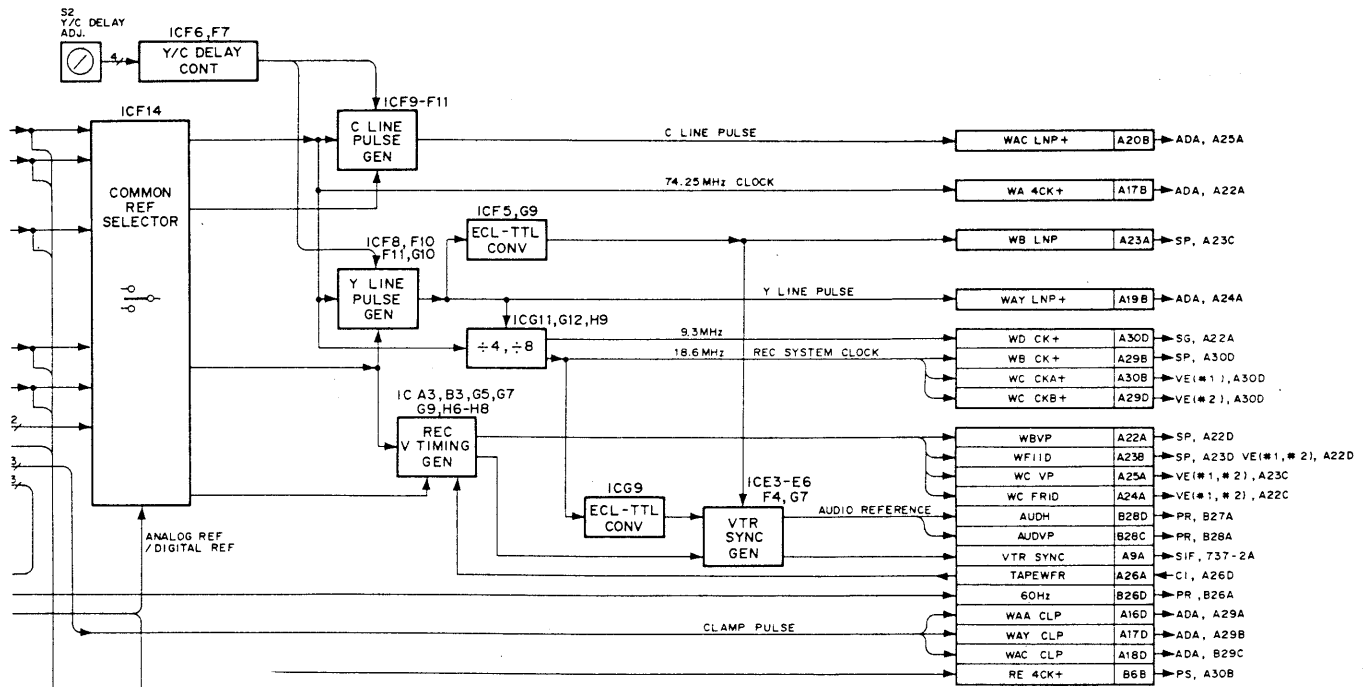 S2
Y/C DELAY
ADJ.
4
ICF6, F7
Y/C DELAY
CONT
ICF14
COMMON
REF
SELECTOR
2
3
3
ANALOG REF
/DIGITAL REF
ICF9-F11
C LINE
PULSE
GEN
C LINE PULSE
74.25MHz CLOCK
ICF5, G9
ECL-TTL
CONV
ICF8, F10
F11, G10
Y LINE
PULSE
GEN
Y LINE PULSE
ICG11, G12, H9
÷4, ÷8
9.3MHz
18.6MHz REC SYSTEM CLOCK
IC A3, B3, G5, G7
G9, H6-H8
REC
V TIMING
GEN
ICG9
ECL-TTL
CONV
ICE3-E6
F4, G7
VTR
SYNC
GEN
AUDIO REFERENCE
CLAMP PULSE
WAC LNP+ A20B ADA, A25A
WA 4CK+ A17B ADA, A22A
WB LNP A23A SP, A23C
WAY LNP+ A19B ADA, A24A
WD CK+ A30D SG, A22A
WB CK+ A29B SP, A30D
WC CKA+ A30B VE(#1), A30D
WC CKB+ A29D VE(#2), A30D
WBVP A22A SP, A22D
WFIID A23B SP, A23D VE(#1, #2), A22D
WC VP A25A VE(#1, #2), A23C
WC FRID A24A VE(#1, #2), A22C
AUDH B28D PR, B27A
AUDVP B28C PR, B28A
VTR SYNC A9A SIF, 737-2A
TAPEWFR A26A CI, A26D
60Hz B26D PR, B26A
WAA CLP A16D ADA, A29A
WAY CLP A17D ADA, A29B
WAC CLP A18D ADA, B29C
RE 4CK+ B6B PS, A30B